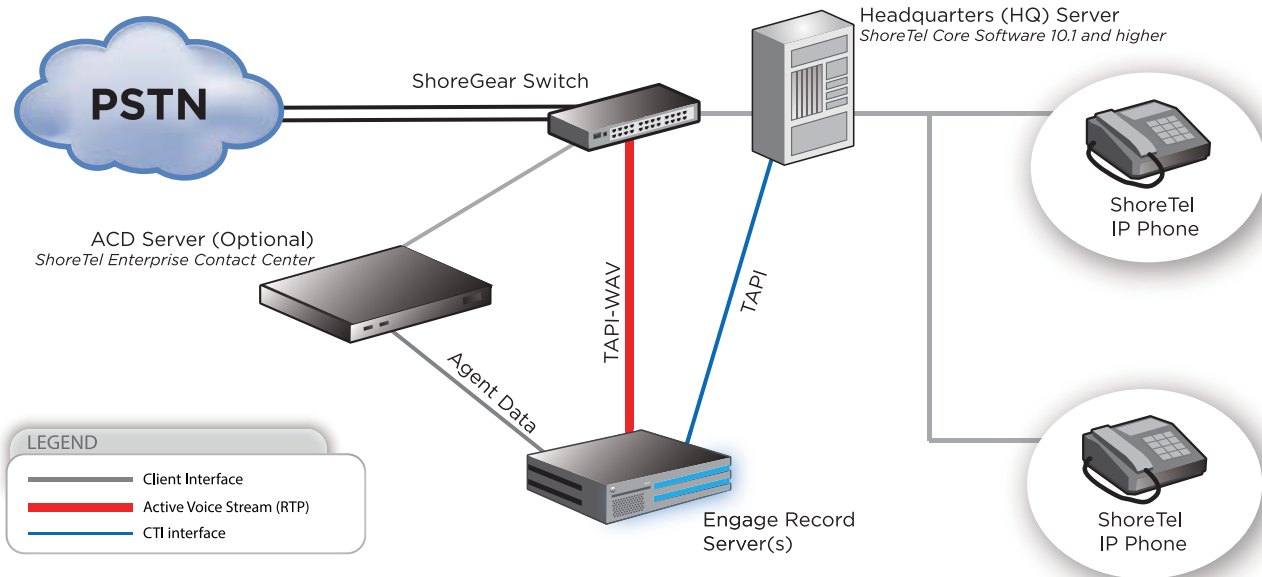 Headquarters (HQ) Server
ShoreTel Core Software 10.1 and higher
ShoreGear Switch
PSTN
ShoreTel
IP Phone
ACD Server (Optional)
ShoreTel Enterprise Contact Center
TAPI-WAV
TAPI
Agent Data
LEGEND
Client Interface
Active Voice Stream (RTP)
CTI interface
Engage Record
Server(s)
ShoreTel
IP Phone